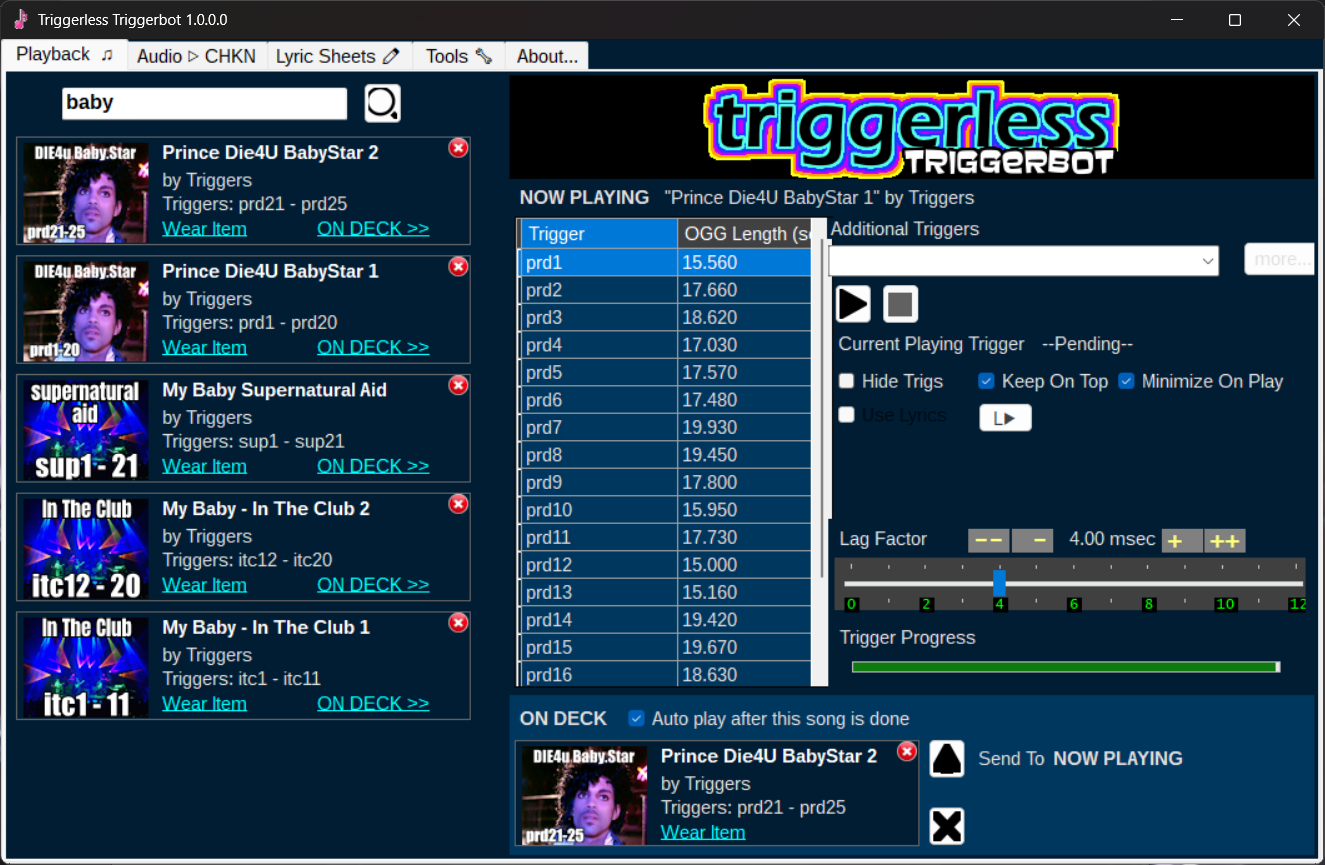 Triggerless Triggerbot 1.0.0.0
Playback ♫ Audio ▷ CHKN Lyric Sheets Tools About...
baby
DIE4u Baby.Star
prd21-25
Prince Die4U BabyStar 2
by Triggers
Triggers: prd21 - prd25
Wear Item ON DECK >>
DIE4u Baby.Star
prd1-20
Prince Die4U BabyStar 1
by Triggers
Triggers: prd1 - prd20
Wear Item ON DECK >>
supernatural
aid
sup1 - 21
My Baby Supernatural Aid
by Triggers
Triggers: sup1 - sup21
Wear Item ON DECK >>
In The Club
itc12 - 20
My Baby - In The Club 2
by Triggers
Triggers: itc12 - itc20
Wear Item ON DECK >>
In The Club
itc1 - 11
My Baby - In The Club 1
by Triggers
Triggers: itc1 - itc11
Wear Item ON DECK >>
triggerless
TRIGGERBOT
NOW PLAYING "Prince Die4U BabyStar 1" by Triggers
Trigger OGG Length (se
prd1 15.560
prd2 17.660
prd3 18.620
prd4 17.030
prd5 17.570
prd6 17.480
prd7 19.930
prd8 19.450
prd9 17.800
prd10 15.950
prd11 17.730
prd12 15.000
prd13 15.160
prd14 19.420
prd15 19.670
prd16 18.630
Additional Triggers
more...
Current Playing Trigger --Pending--
Hide Trigs Keep On Top Minimize On Play
Use Lyrics L▶
Lag Factor -- - 4.00 msec + ++
0 2 4 6 8 10 12
Trigger Progress
ON DECK Auto play after this song is done
DIE4u Baby.Star
prd21-25
Prince Die4U BabyStar 2
by Triggers
Triggers: prd21 - prd25
Wear Item
Send To NOW PLAYING